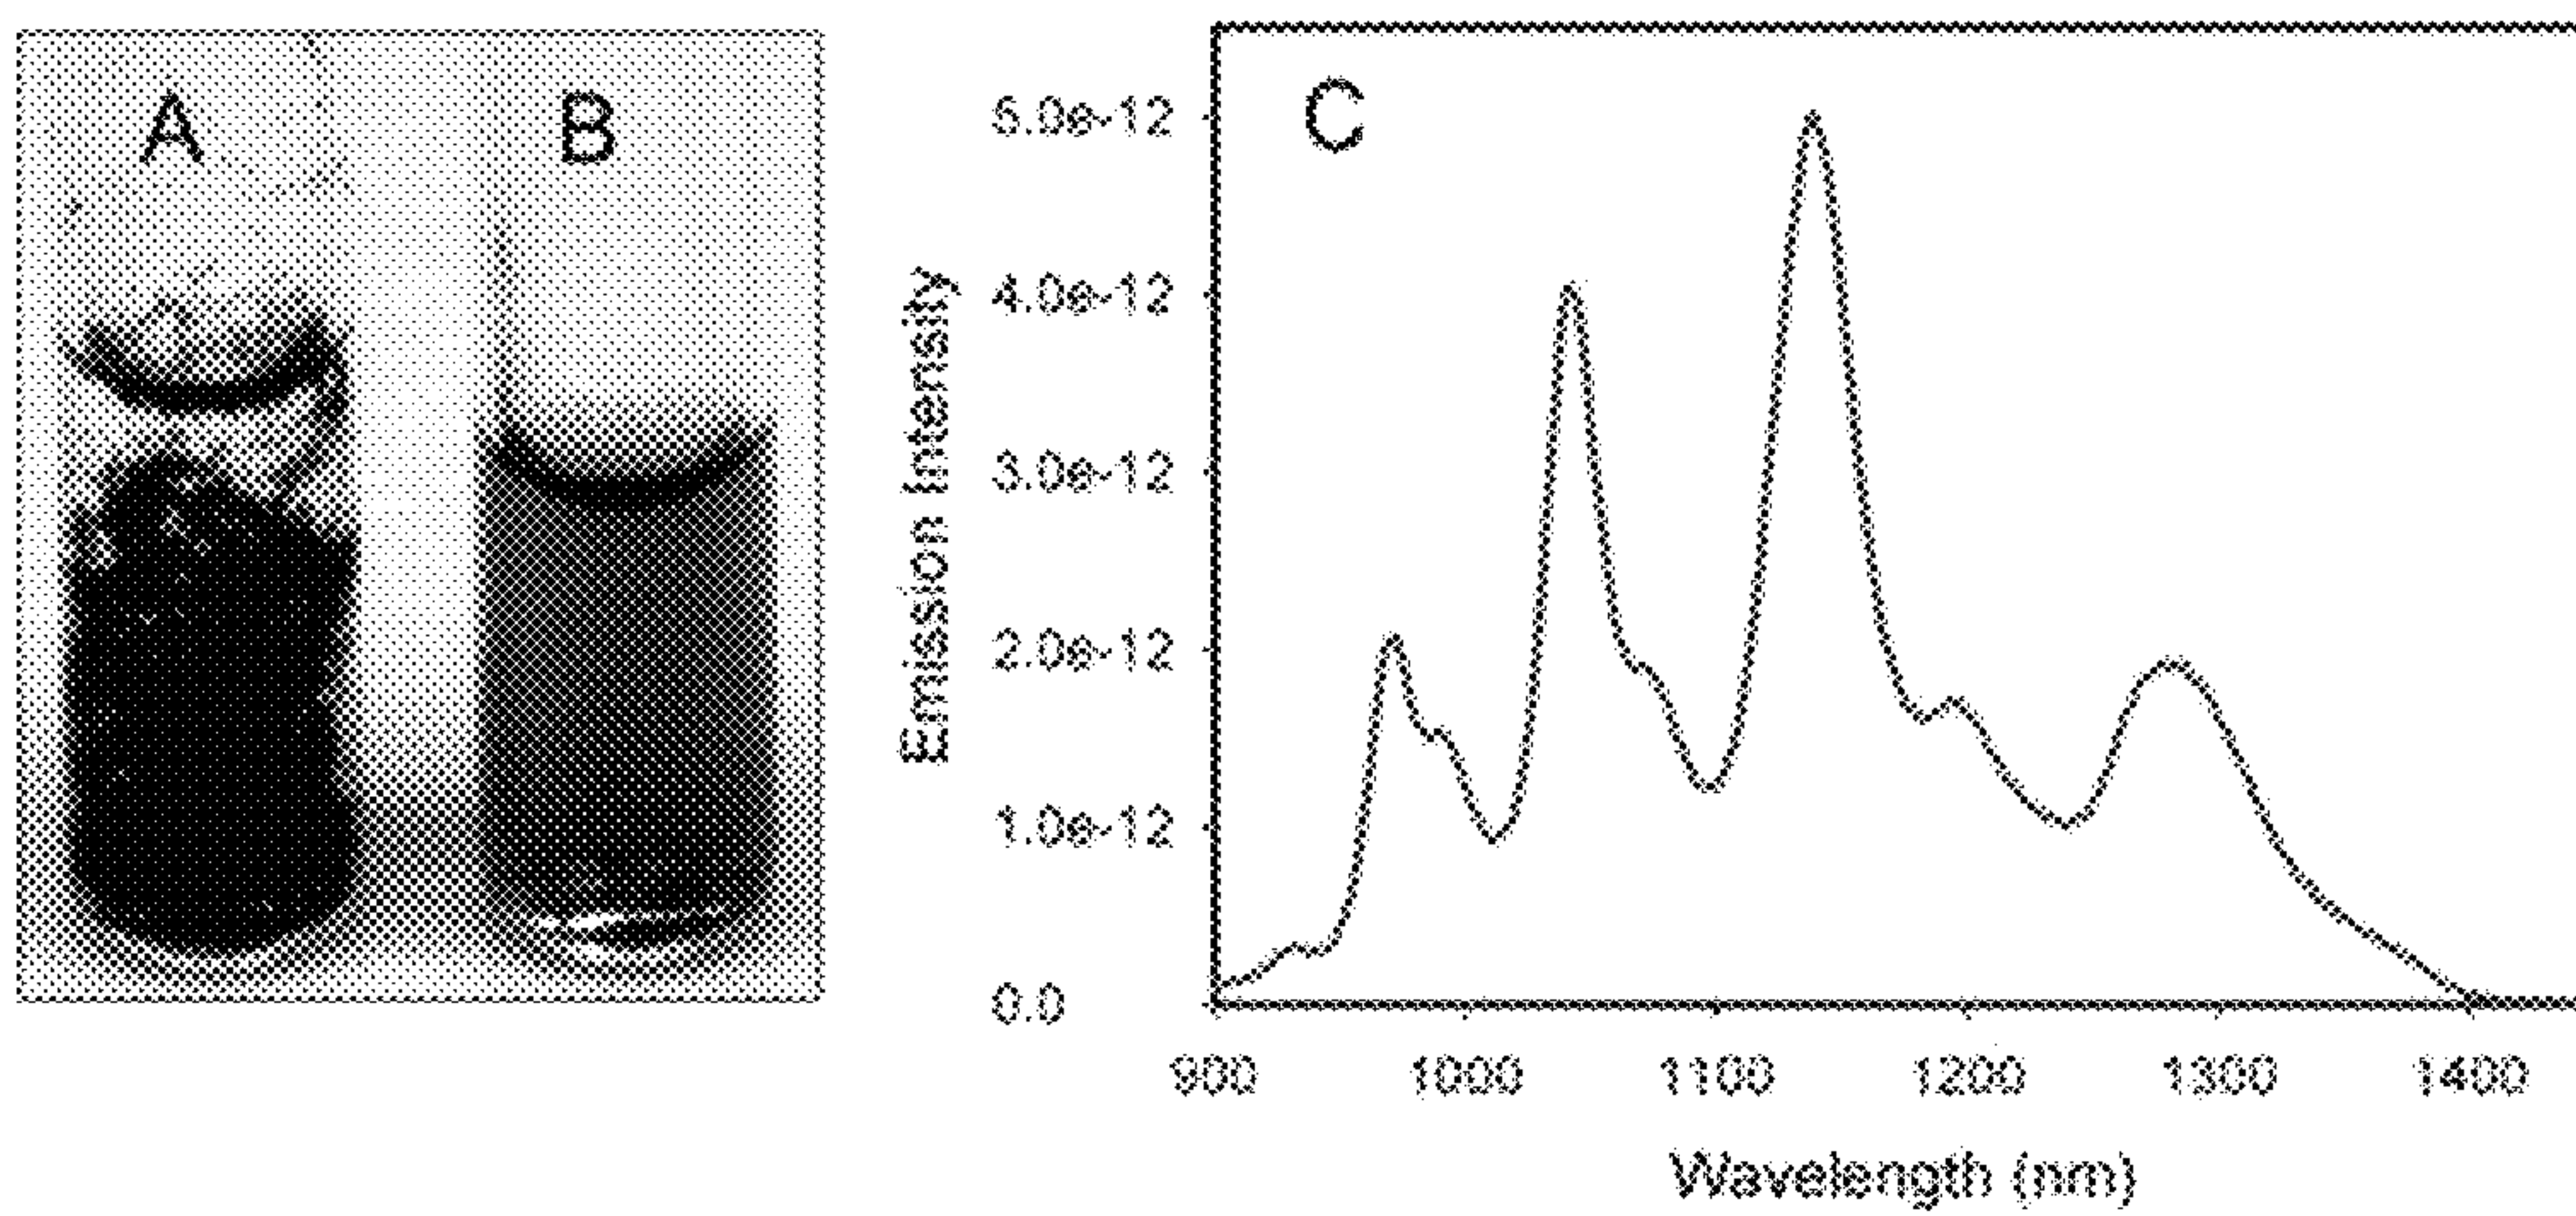 A
B
C
5.0e-12
4.0e-12
3.0e-12
2.0e-12
1.0e-12
0.0
Emission Intensity
900
1000
1100
1200
1300
1400
Wavelength (nm)